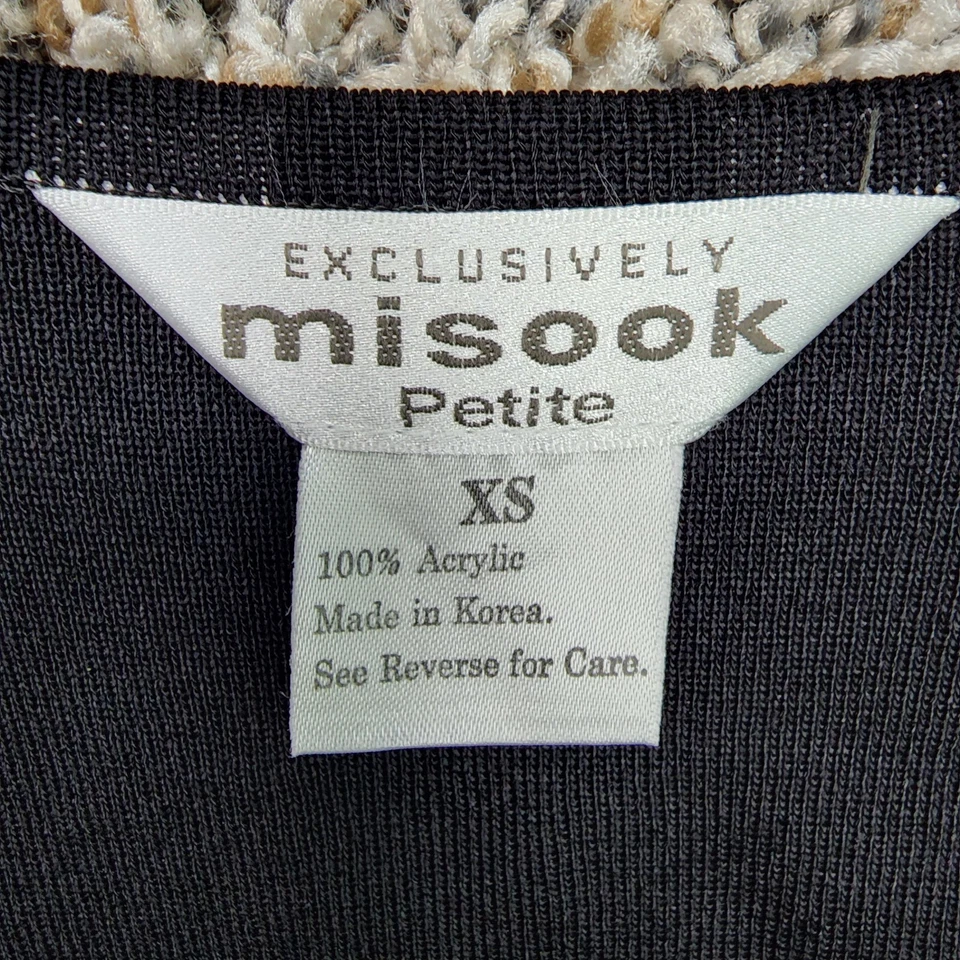 EXCLUSIVELY
misook
Petite
XS
100% Acrylic
Made in Korea.
See Reverse for Care.